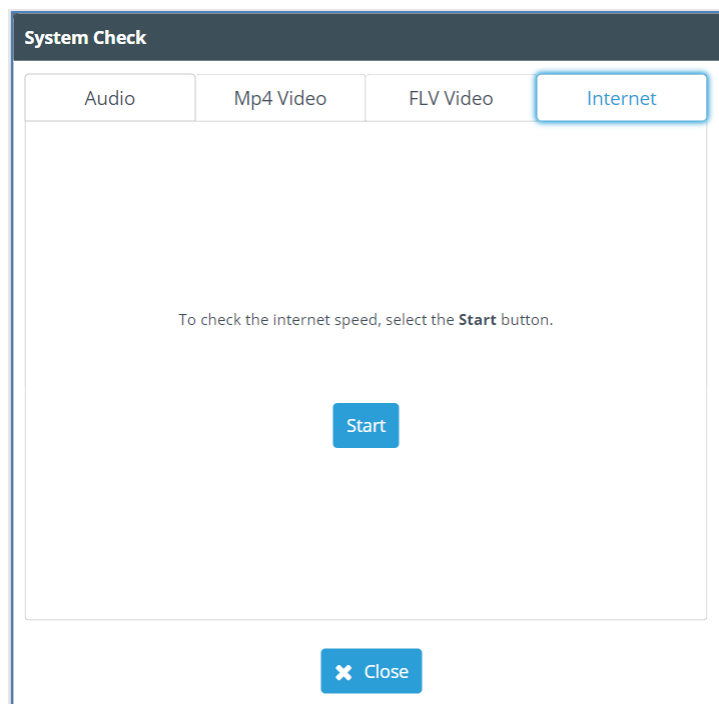 System Check
Audio Mp4 Video FLV Video Internet
To check the internet speed, select the Start button.
Start
Close